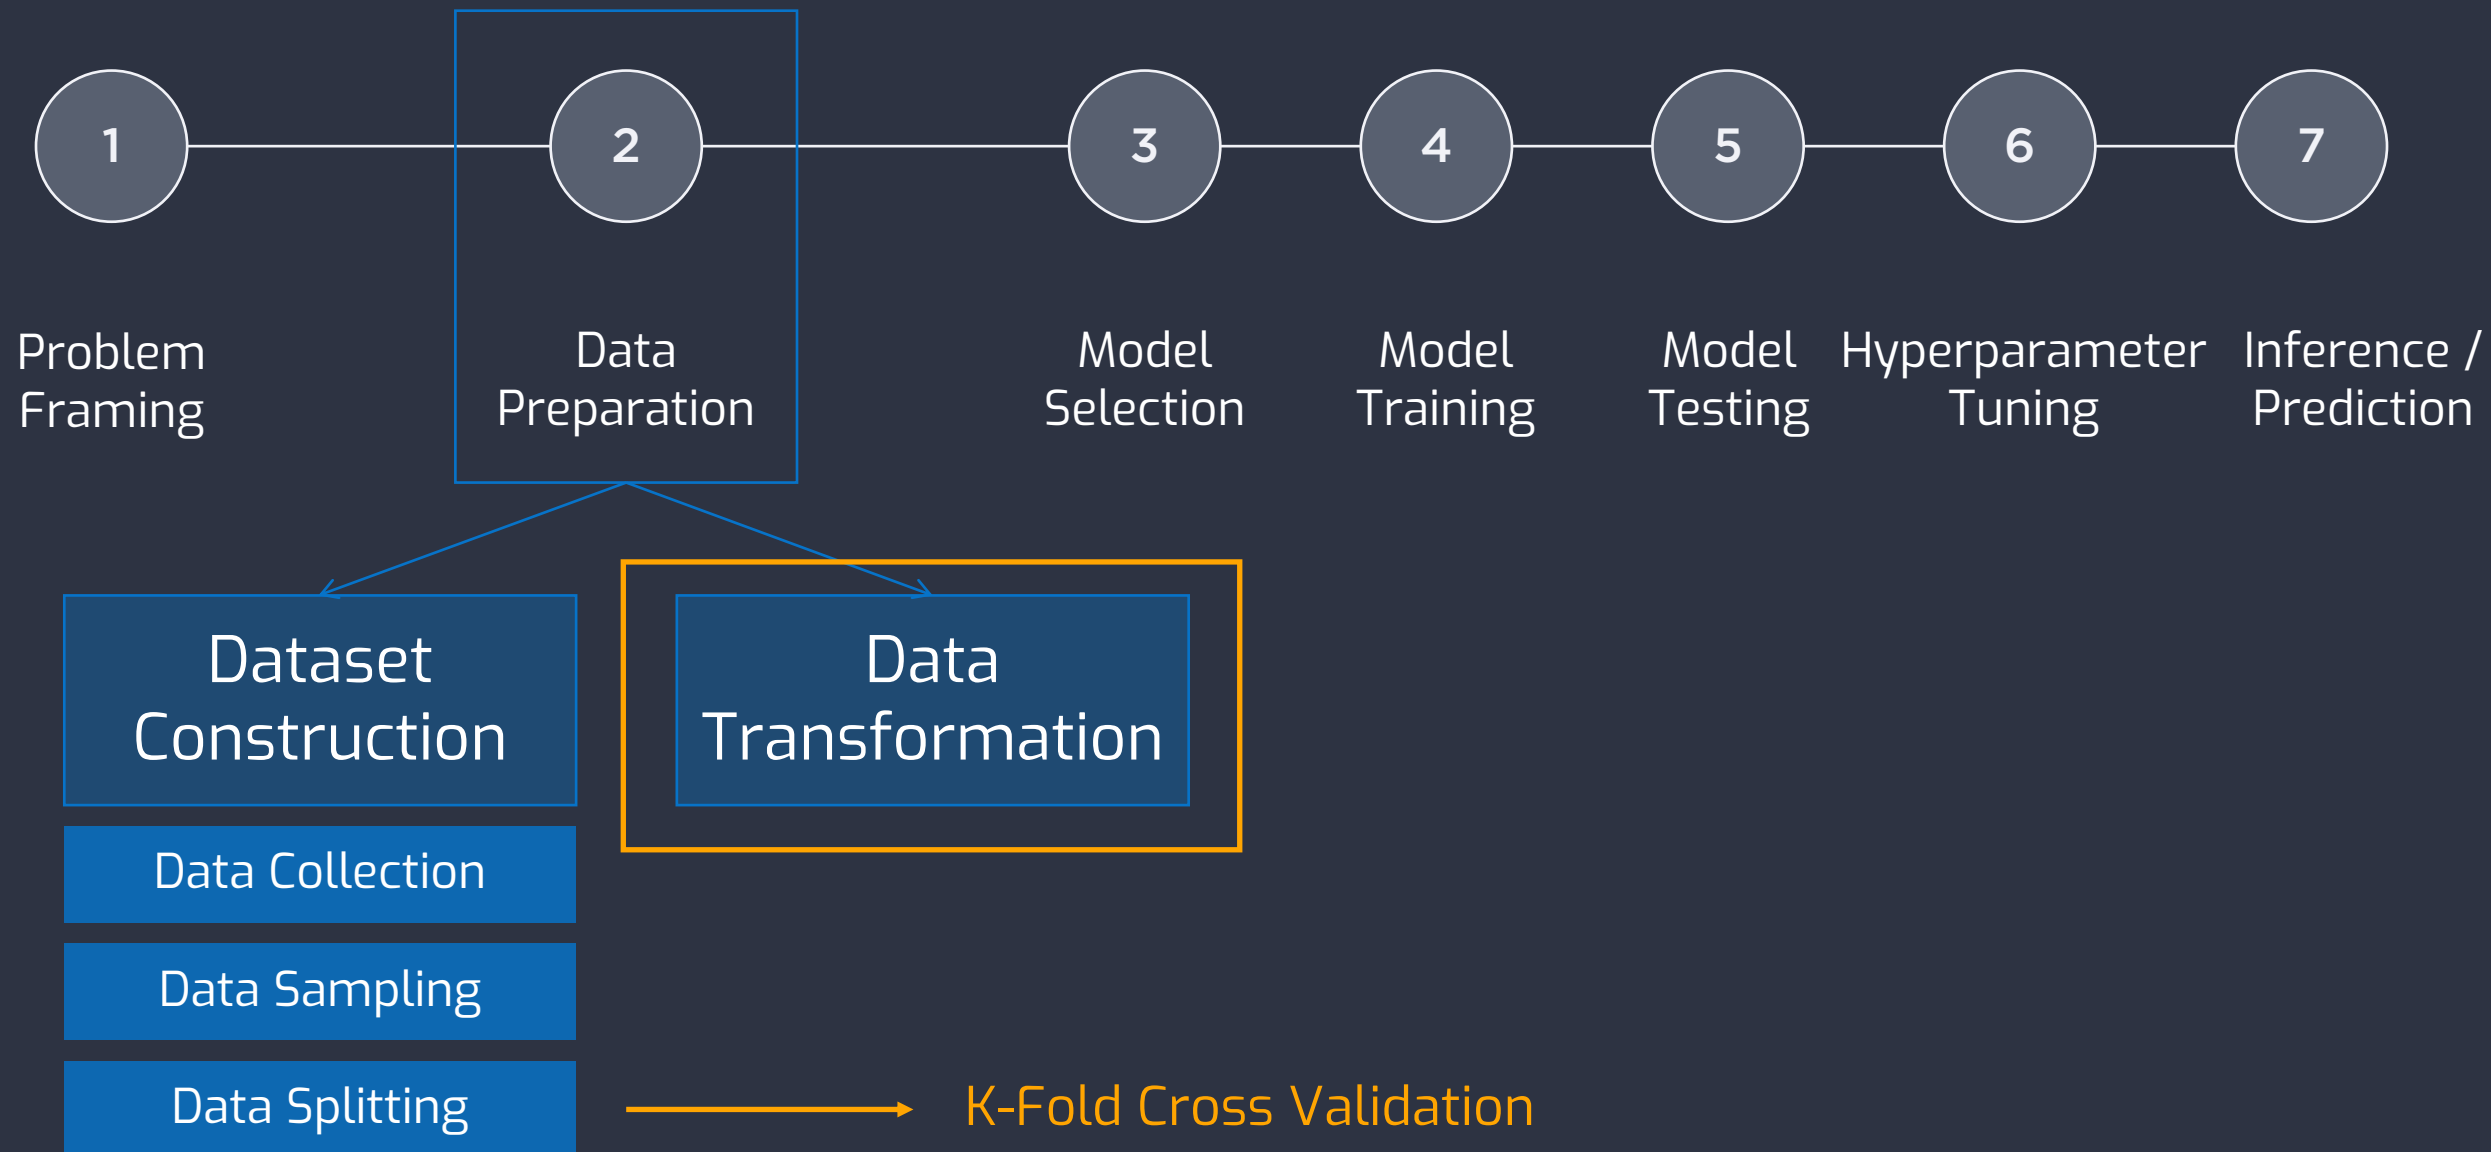 1
2
3
4
5
6
7
Problem
Framing
Data
Preparation
Model
Selection
Model
Training
Model
Testing
Hyperparameter
Tuning
Inference /
Prediction
Dataset
Construction
Data
Transformation
Data Collection
Data Sampling
Data Splitting
K-Fold Cross Validation